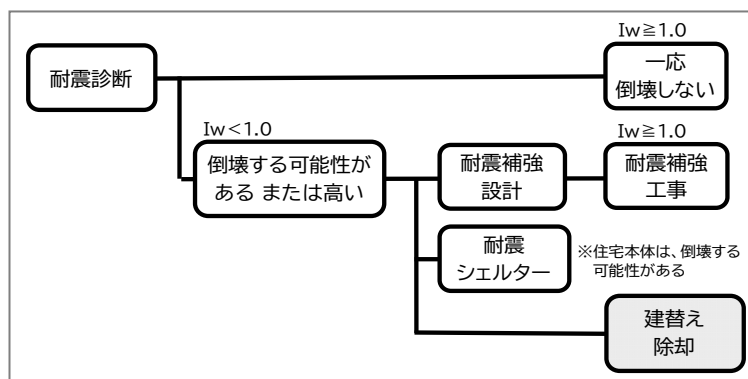 Iw≧1.0
耐震診断
一応
倒壊しない
Iw<1.0
倒壊する可能性が
ある または高い
耐震補強
設計
Iw≧1.0
耐震補強
工事
耐震
シェルター
※住宅本体は、倒壊する
可能性がある
建替え
除却